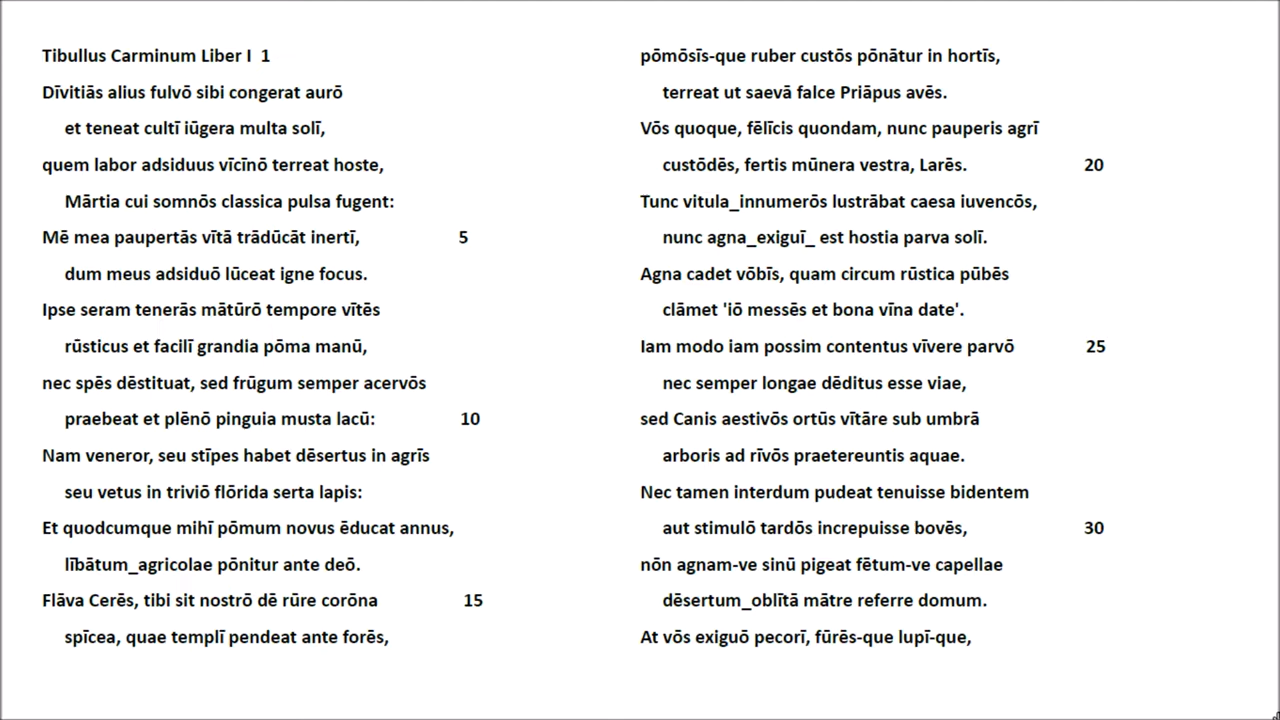 Tibullus Carminum Liber I 1
Dīvitiās alius fulvō sibi congerat aurō
et teneat cultī iūgera multa solī,
quem labor adsiduus vīcīnō terreat hoste,
Mārtia cui somnōs classica pulsa fugent:
Mē mea paupertās vītā trādūcāt inertī, 5
dum meus adsiduō lūceat igne focus.
Ipse seram tenerās mātūrō tempore vītēs
rūsticus et facilī grandia pōma manū,
nec spēs dēstituat, sed frūgum semper acervōs
praebeat et plēnō pinguia musta lacū: 10
Nam veneror, seu stīpes habet dēsertus in agrīs
seu vetus in triviō flōrida serta lapis:
Et quodcumque mihī pōmum novus ēducat annus,
lībātum_agricolae pōnitur ante deō.
Flāva Cerēs, tibi sit nostrō dē rūre corōna 15
spīcea, quae templī pendeat ante forēs,
pōmōsīs-que ruber custōs pōnātur in hortīs,
terreat ut saevā falce Priāpus avēs.
Vōs quoque, fēlīcis quondam, nunc pauperis agrī
custōdēs, fertis mūnera vestra, Larēs. 20
Tunc vitula_innumerōs lustrābat caesa iuvencōs,
nunc agna_exiguī_ est hostia parva solī.
Agna cadet vōbīs, quam circum rūstica pūbēs
clāmet 'iō messēs et bona vīna date'.
Iam modo iam possim contentus vīvere parvō 25
nec semper longae dēditus esse viae,
sed Canis aestīvōs ortūs vītāre sub umbrā
arboris ad rīvōs praetereuntis aquae.
Nec tamen interdum pudeat tenuisse bidentem
aut stimulō tardōs increpuisse bovēs, 30
nōn agnam-ve sinū pigeat fētum-ve capellae
dēsertum_oblītā mātre referre domum.
At vōs exiguō pecorī, fūrēs-que lupī-que,